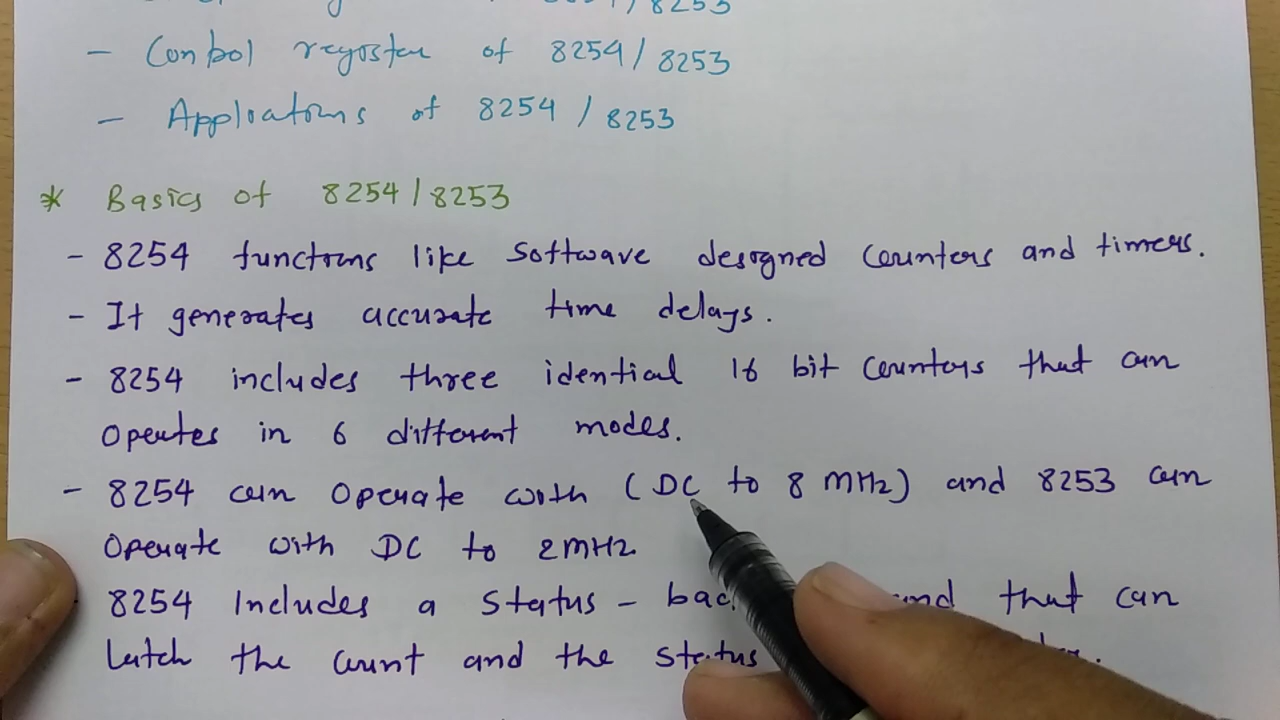 8254/8253
- Control register of 8254/8253
- Applications of 8254/8253
* Basics of 8254/8253
- 8254 functions like software designed counters and timers.
- It generates accurate time delays.
- 8254 includes three idential 16 bit counters that can
Operates in 6 different modes.
- 8254 can Operate with (DC to 8 MHz) and 8253 can
Operate with DC to 2MHz
8254 Includes a Status - that can
Latch the count and the status